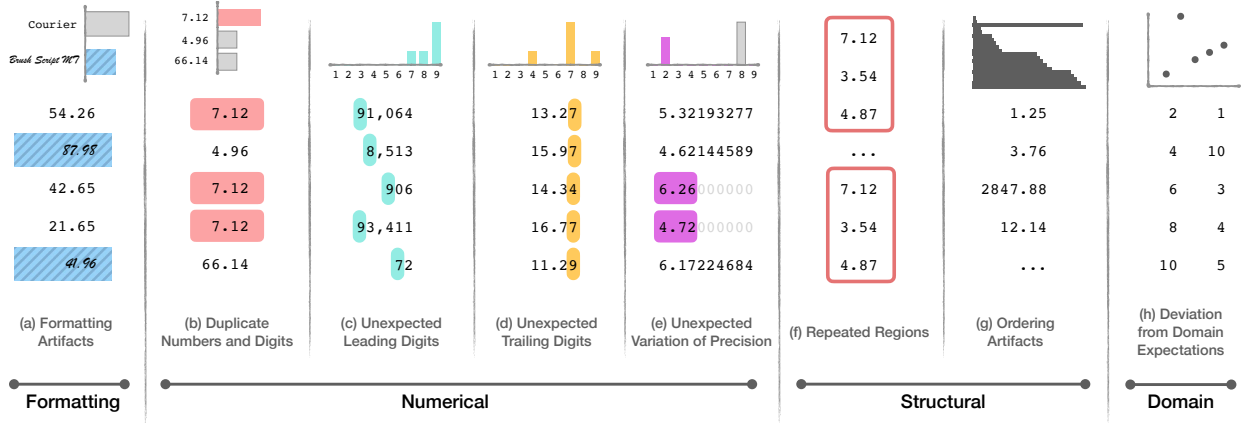 Courier
Brush Script MT
54.26
87.98
42.65
21.65
41.96
(a) Formatting
Artifacts
7.12
4.96
66.14
7.12
4.96
7.12
7.12
66.14
(b) Duplicate
Numbers and Digits
1 2 3 4 5 6 7 8 9
91,064
8,513
906
93,411
72
(c) Unexpected
Leading Digits
1 2 3 4 5 6 7 8 9
13.27
15.97
14.34
16.77
11.29
(d) Unexpected
Trailing Digits
1 2 3 4 5 6 7 8 9
5.32193277
4.62144589
6.26000000
4.72000000
6.17224684
(e) Unexpected
Variation of Precision
7.12
3.54
4.87
...
7.12
3.54
4.87
(f) Repeated Regions
1.25
3.76
2847.88
12.14
...
(g) Ordering
Artifacts
2 1
4 10
6 3
8 4
10 5
(h) Deviation
from Domain
Expectations
Formatting
Numerical
Structural
Domain